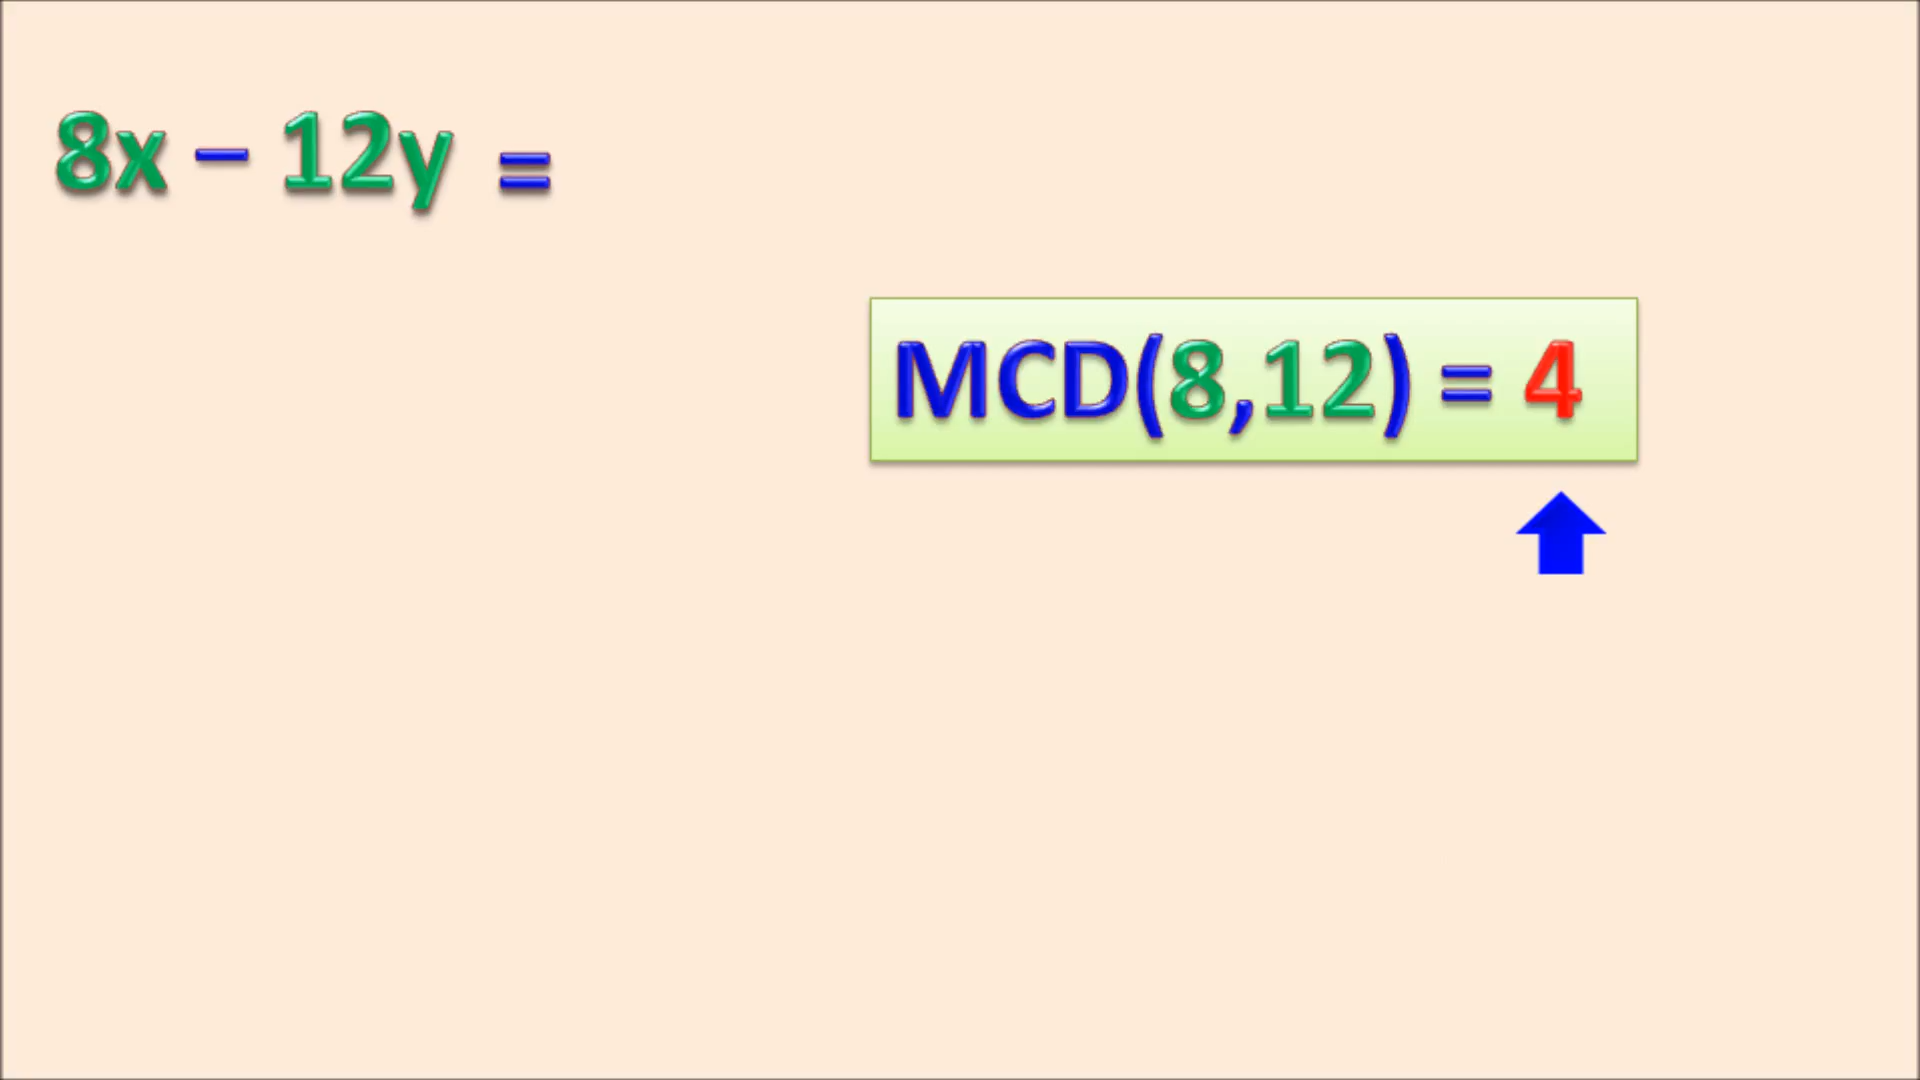 8x – 12y =
MCD(8,12) = 4